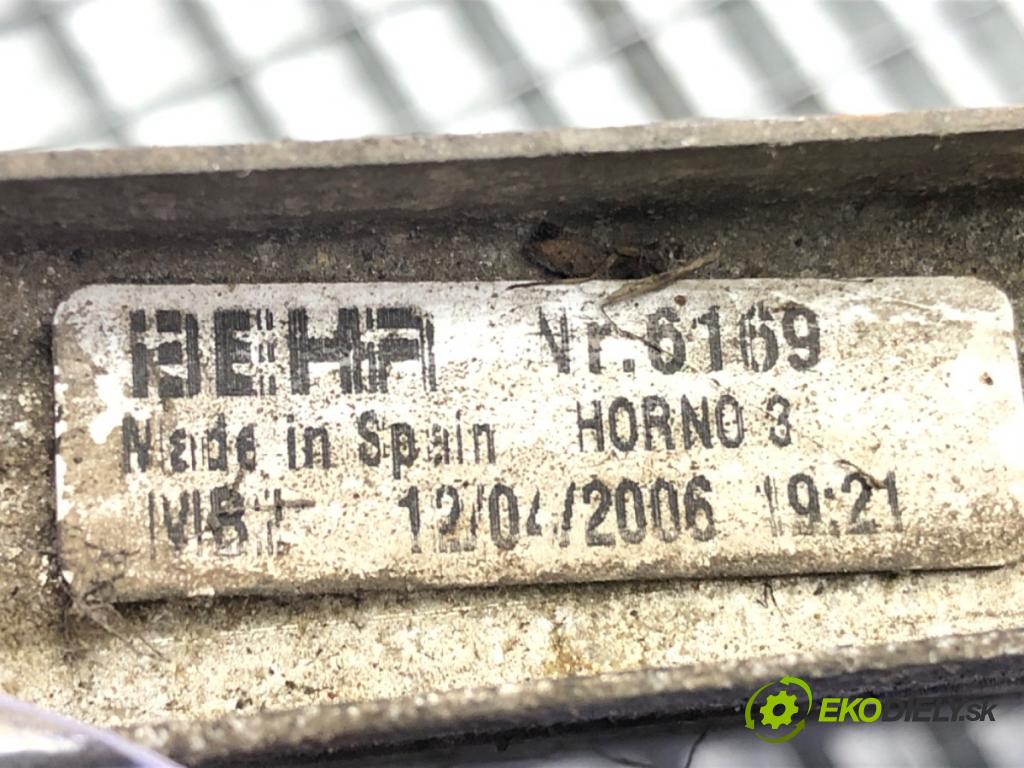 BEHR Nr.6169
Made in Spain HORNO 3
12/04/2006 19:21
EKODIELY.SK